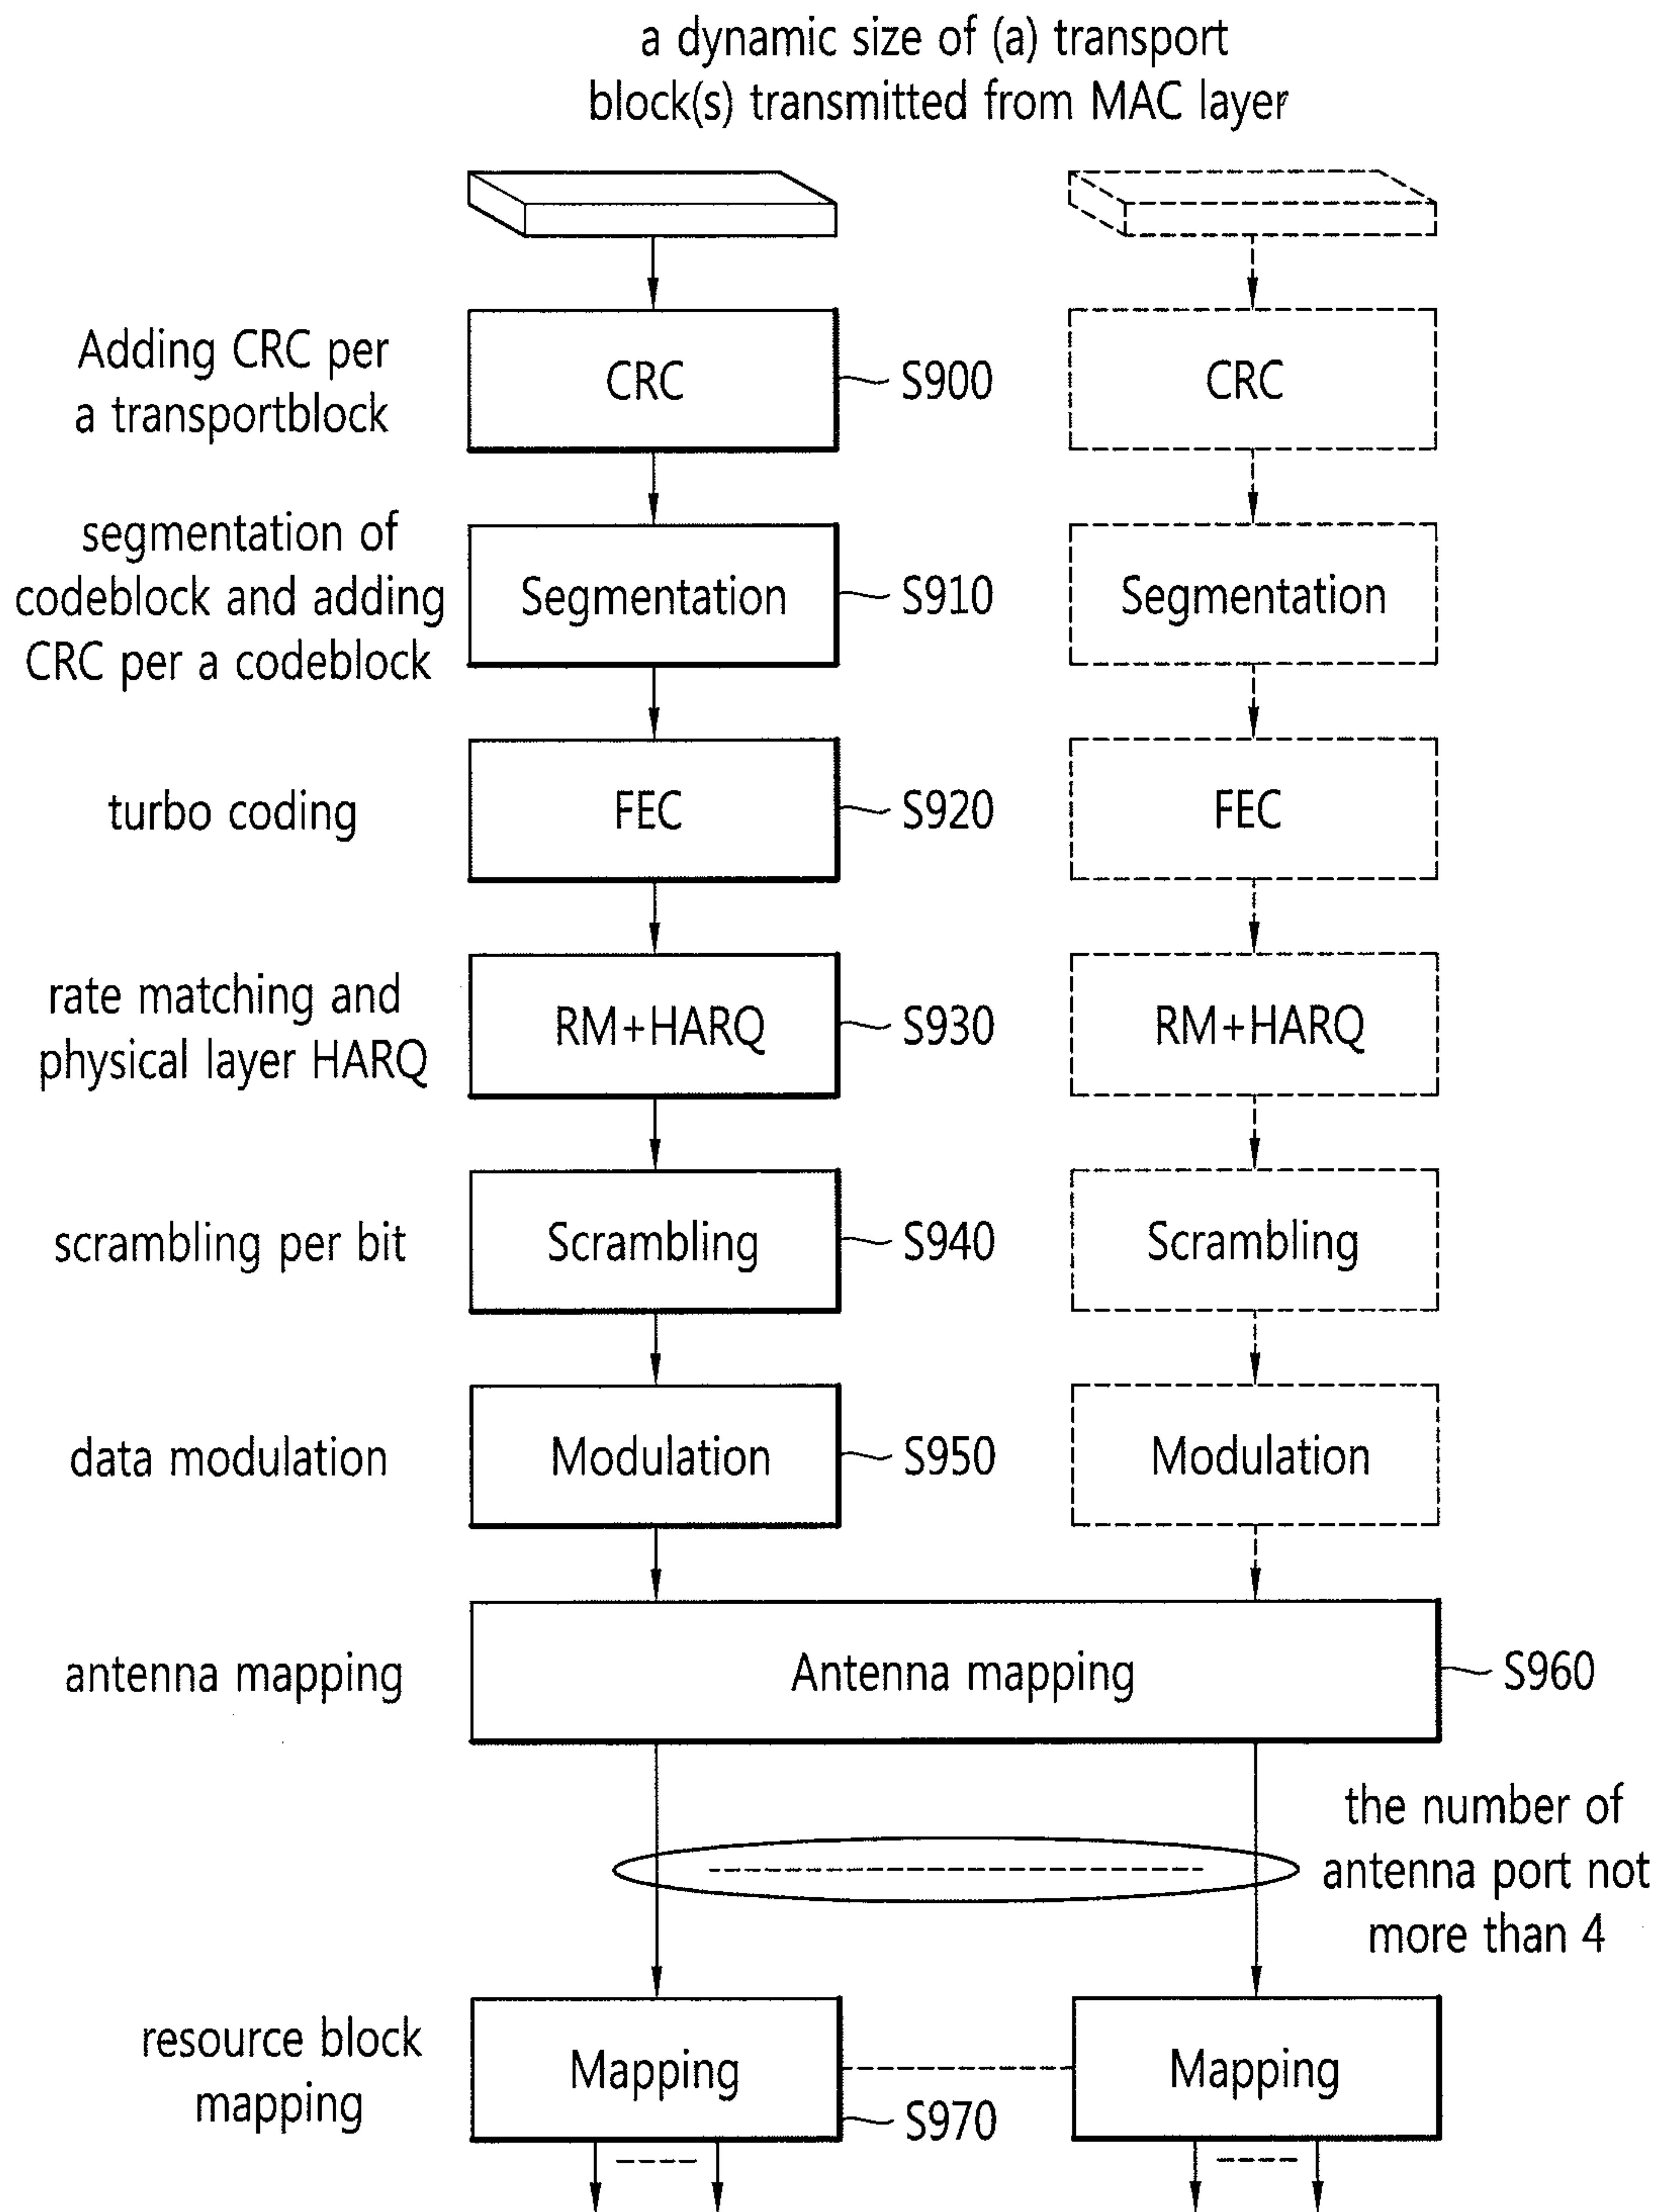 a dynamic size of (a) transport
block(s) transmitted from MAC layer
Adding CRC per
a transportblock
CRC
S900
CRC
segmentation of
codeblock and adding
CRC per a codeblock
Segmentation
S910
Segmentation
turbo coding
FEC
S920
FEC
rate matching and
physical layer HARQ
RM+HARQ
S930
RM+HARQ
scrambling per bit
Scrambling
S940
Scrambling
data modulation
Modulation
S950
Modulation
antenna mapping
Antenna mapping
S960
the number of
antenna port not
more than 4
resource block
mapping
Mapping
S970
Mapping